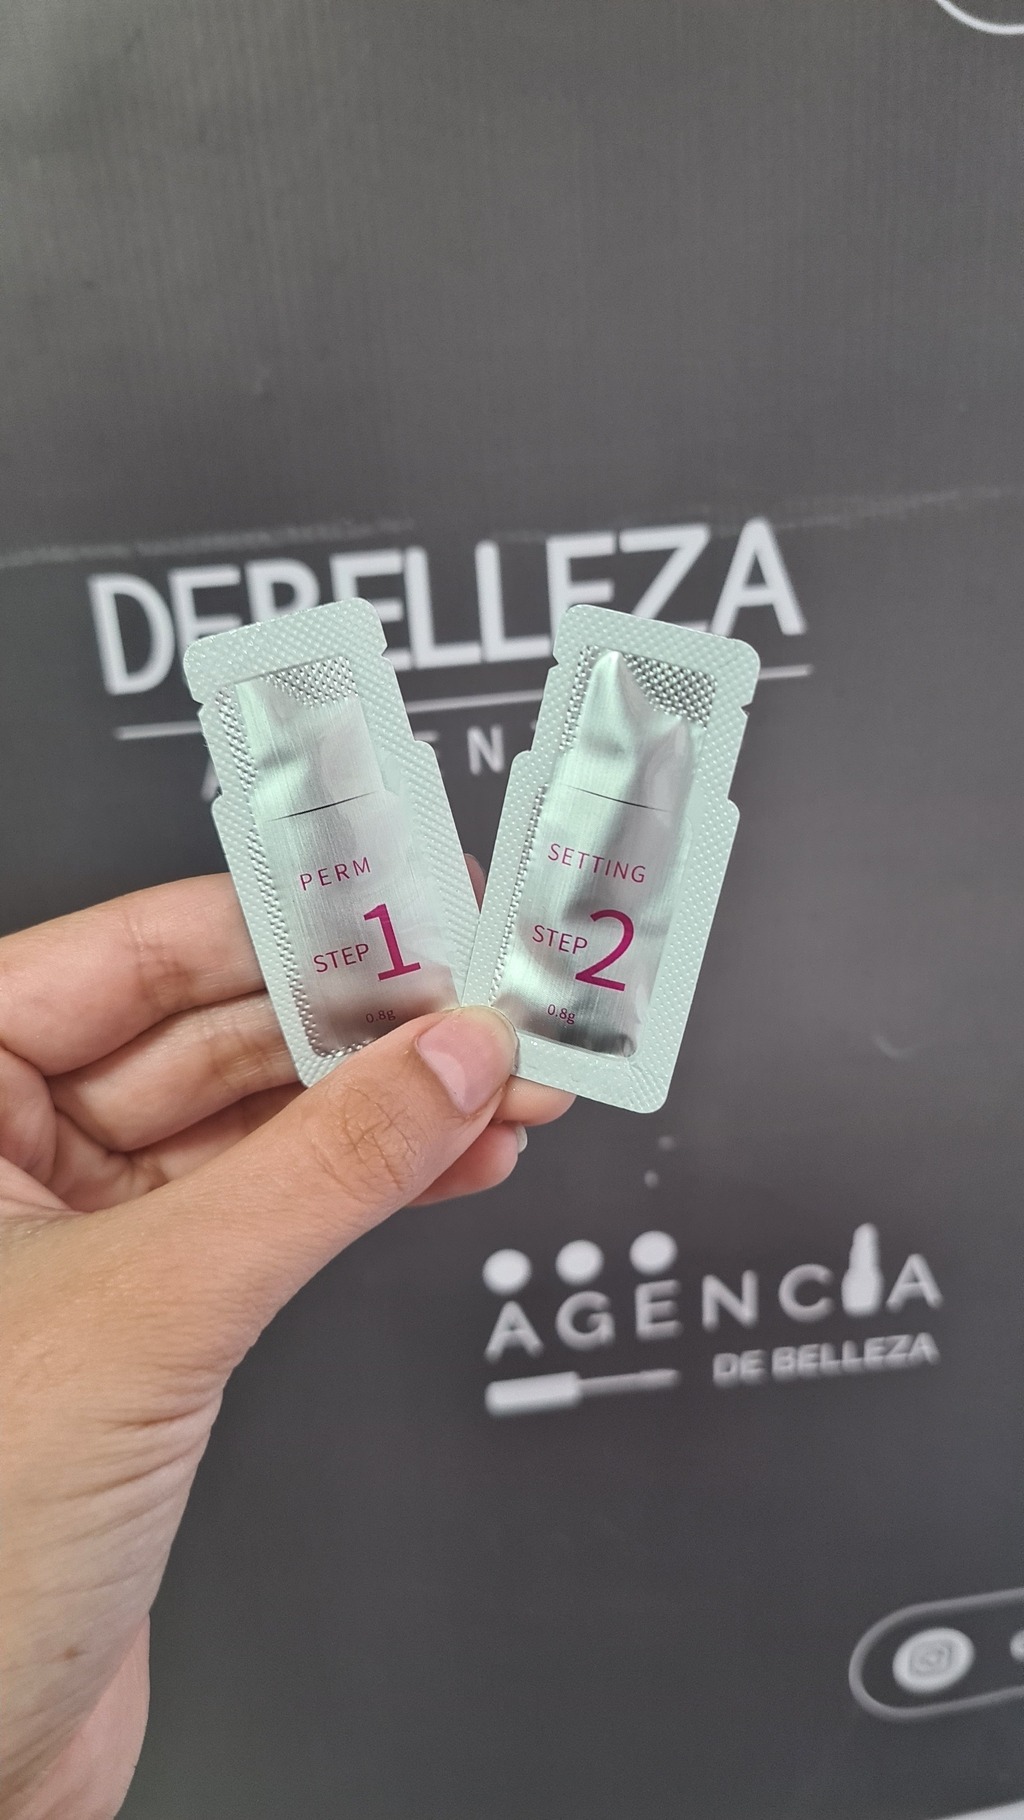 DEBELLEZA
PERM
STEP 1
0.8g
SETTING
STEP 2
0.8g
AGENCIA
DE BELLEZA